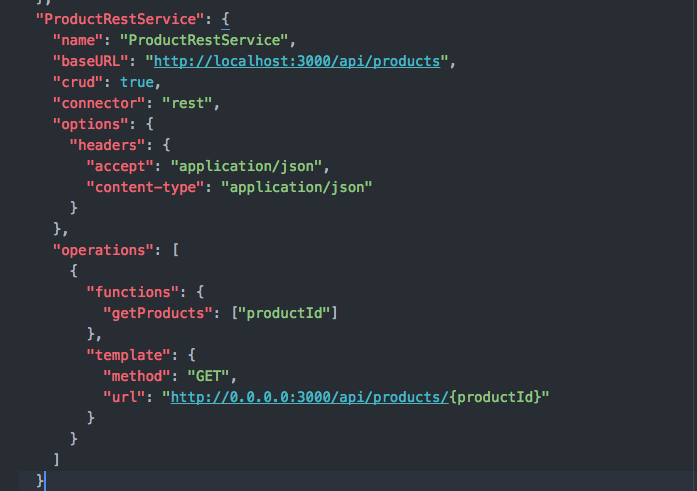 },
"ProductRestService": {
"name": "ProductRestService",
"baseURL": "http://localhost:3000/api/products",
"crud": true,
"connector": "rest",
"options": {
"headers": {
"accept": "application/json",
"content-type": "application/json"
}
},
"operations": [
{
"functions": {
"getProducts": ["productId"]
},
"template": {
"method": "GET",
"url": "http://0.0.0.0:3000/api/products/{productId}"
}
}
]
}